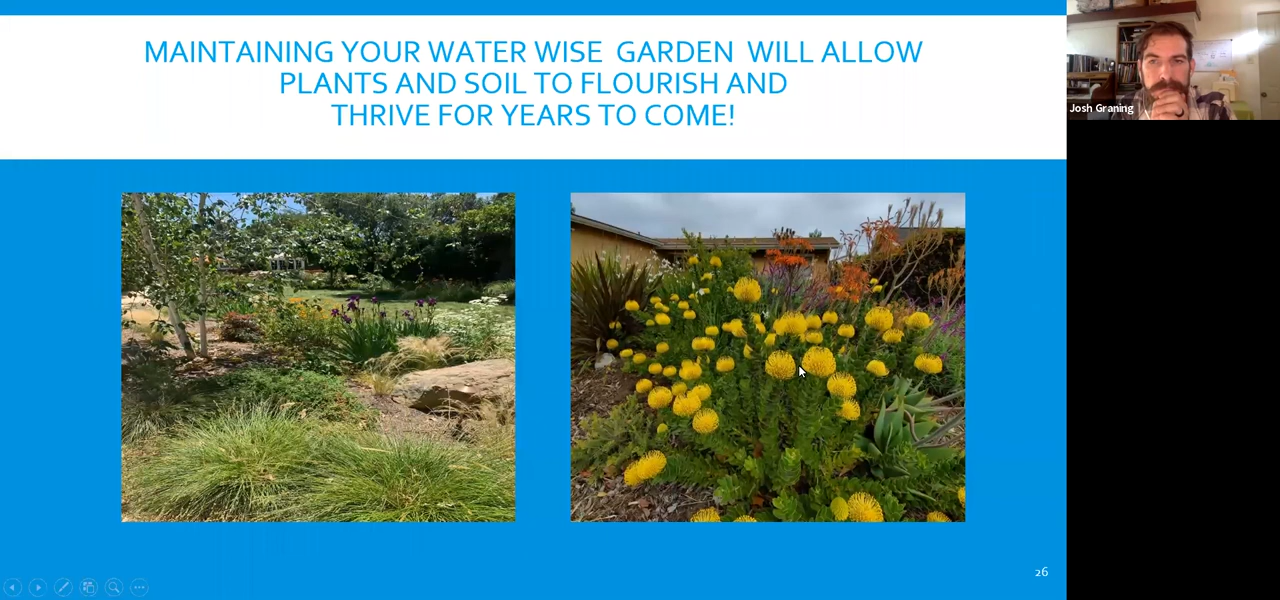 MAINTAINING YOUR WATER WISE GARDEN WILL ALLOW
PLANTS AND SOIL TO FLOURISH AND
THRIVE FOR YEARS TO COME!
Josh Graning
26